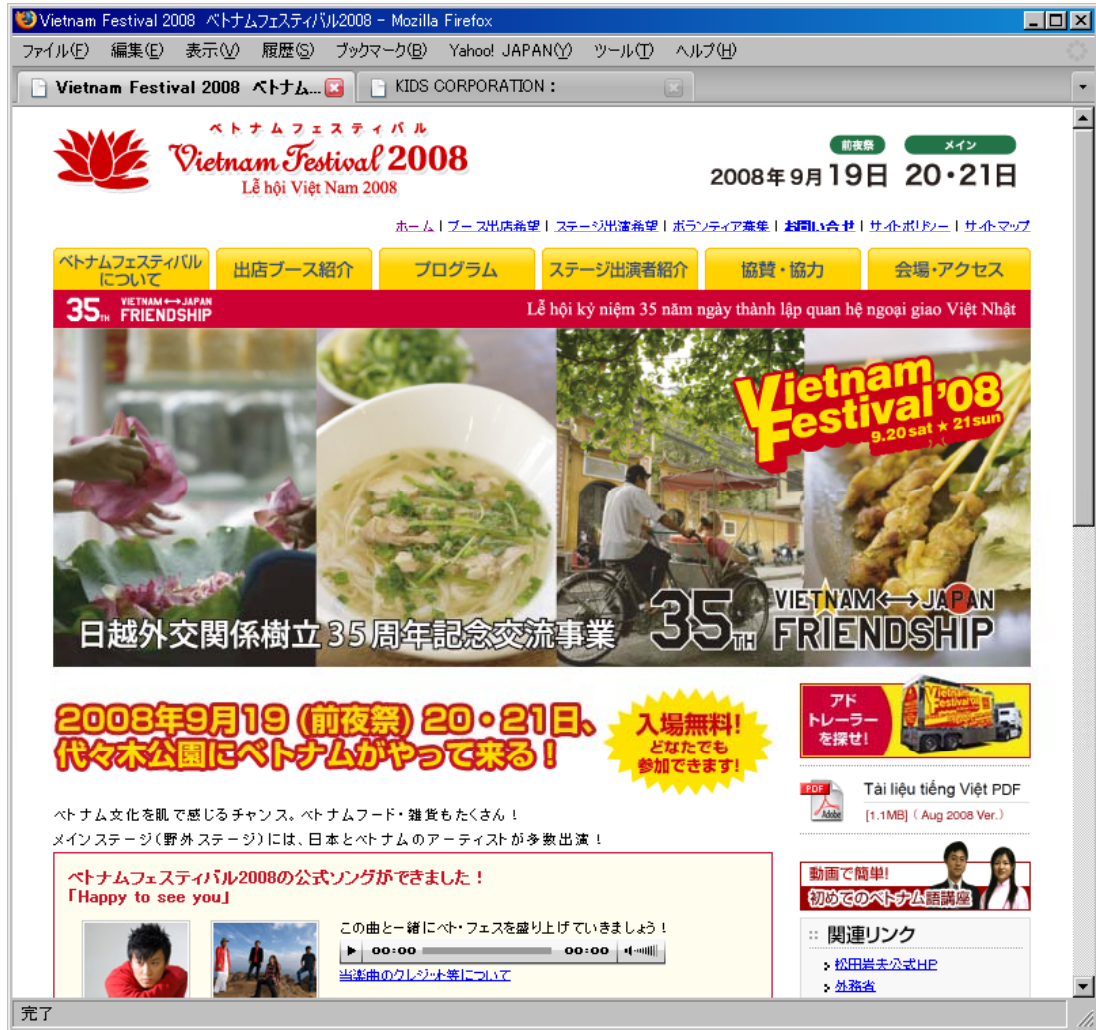 Vietnam Festival 2008 ベトナムフェスティバル2008 - Mozilla Firefox
ファイル(F) 編集(E) 表示(V) 履歴(S) ブックマーク(B) Yahoo! JAPAN(Y) ツール(T) ヘルプ(H)
Vietnam Festival 2008 ベトナム... KIDS CORPORATION :
ベトナムフェスティバル
Vietnam Festival 2008
Lễ hội Việt Nam 2008
前夜祭 メイン
2008年9月19日 20・21日
ホーム | ブース出店希望 | ステージ出演希望 | ボランティア募集 | お問い合せ | サイトポリシー | サイトマップ
ベトナムフェスティバル
について
出店ブース紹介 プログラム ステージ出演者紹介 協賛・協力 会場・アクセス
35TH VIETNAM⟷JAPAN
FRIENDSHIP
Lễ hội kỷ niệm 35 năm ngày thành lập quan hệ ngoại giao Việt Nhật
Vietnam
Festival '08
9.20 sat ★ 21 sun
日越外交関係樹立35周年記念交流事業
35TH VIETNAM⟷JAPAN
FRIENDSHIP
2008年9月19 (前夜祭) 20・21日、
代々木公園にベトナムがやって来る!
入場無料!
どなたでも
参加できます!
アド
トレーラー
を探せ!
Vietnam
Festival
PDF
Adobe
Tài liệu tiếng Việt PDF
[1.1MB] ( Aug 2008 Ver.)
ベトナム文化を肌で感じるチャンス。ベトナムフード・雑貨もたくさん!
メインステージ(野外ステージ)には、日本とベトナムのアーティストが多数出演!
動画で簡単!
初めてのベトナム語講座
ベトナムフェスティバル2008の公式ソングができました!
「Happy to see you」
この曲と一緒にベト・フェスを盛り上げていきましょう!
00:00 00:00
当楽曲のクレジット等について
関連リンク
松田岩夫公式HP
外務省
完了